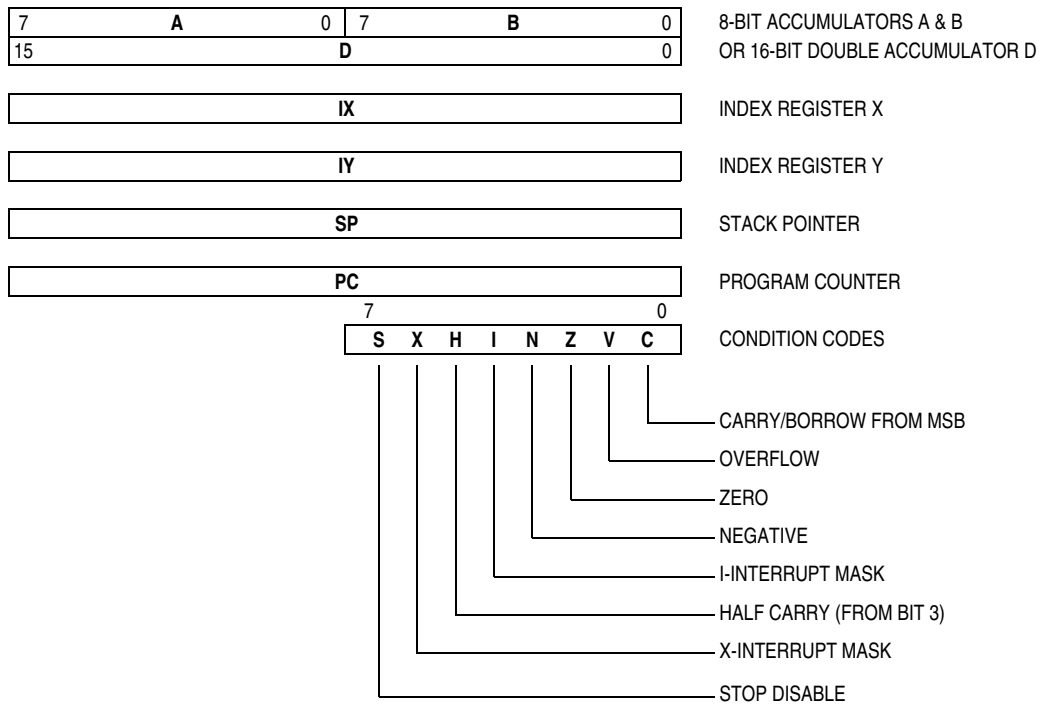 7 A 0 7 B 0 8-BIT ACCUMULATORS A & B
15 D 0 OR 16-BIT DOUBLE ACCUMULATOR D
IX INDEX REGISTER X
IY INDEX REGISTER Y
SP STACK POINTER
PC PROGRAM COUNTER
7 0
S X H I N Z V C CONDITION CODES
CARRY/BORROW FROM MSB
OVERFLOW
ZERO
NEGATIVE
I-INTERRUPT MASK
HALF CARRY (FROM BIT 3)
X-INTERRUPT MASK
STOP DISABLE